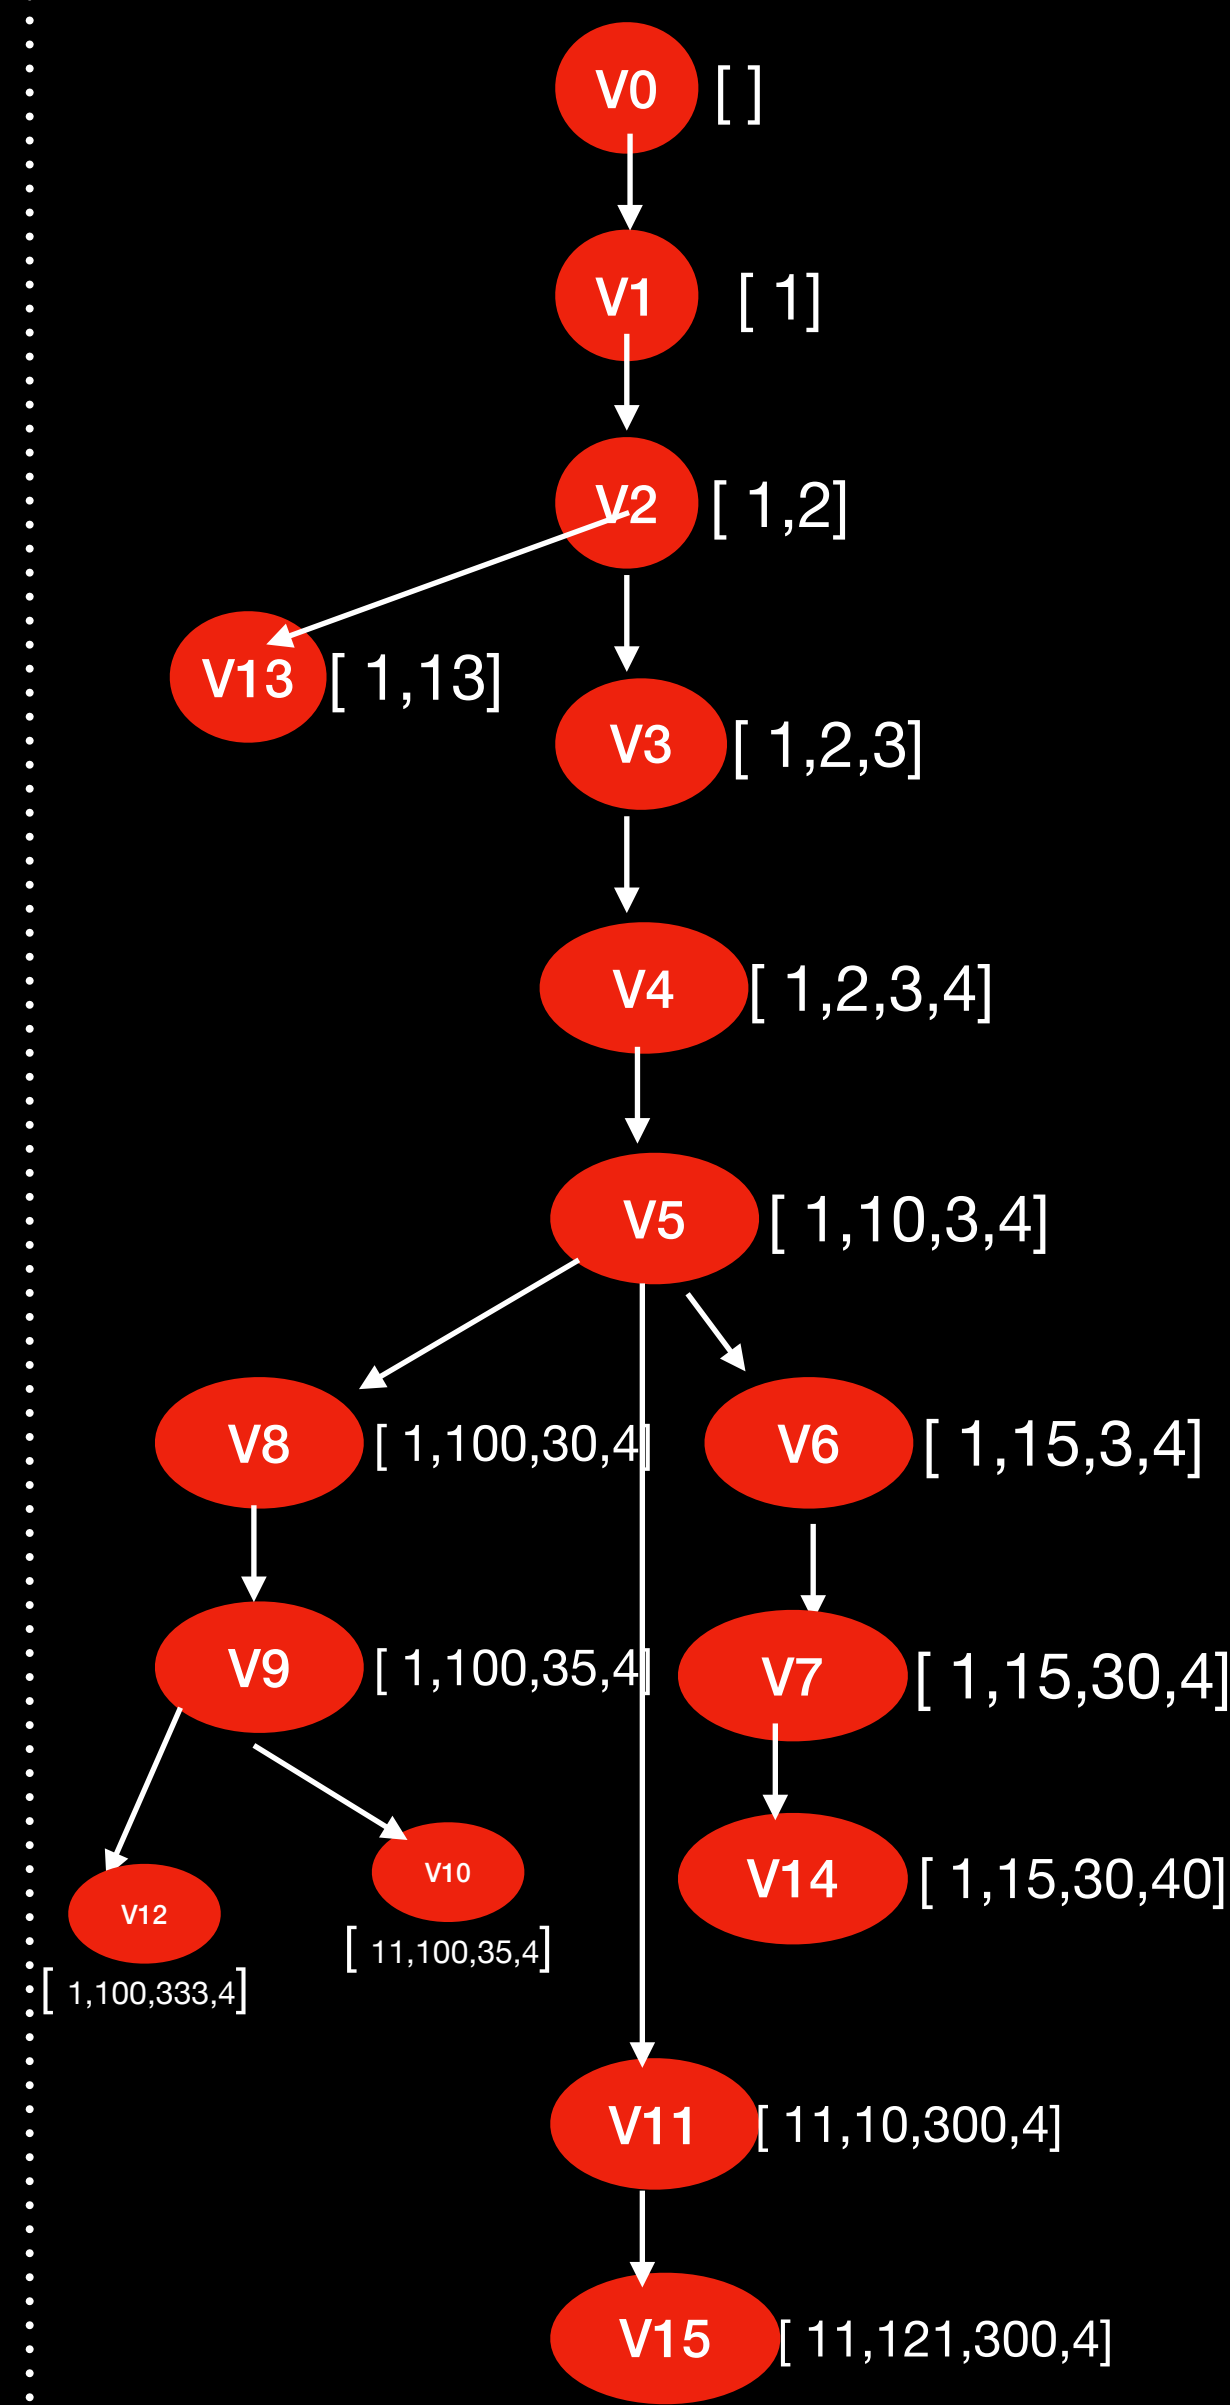 V0 [ ]
V1 [ 1]
V2 [ 1,2]
V13 [ 1,13]
V3 [ 1,2,3]
V4 [ 1,2,3,4]
V5 [ 1,10,3,4]
V8 [ 1,100,30,4] V6 [ 1,15,3,4]
V9 [ 1,100,35,4] V7 [ 1,15,30,4]
V10 V14 [ 1,15,30,40]
V12
[ 11,100,35,4]
[ 1,100,333,4]
V11 [ 11,10,300,4]
V15 [ 11,121,300,4]